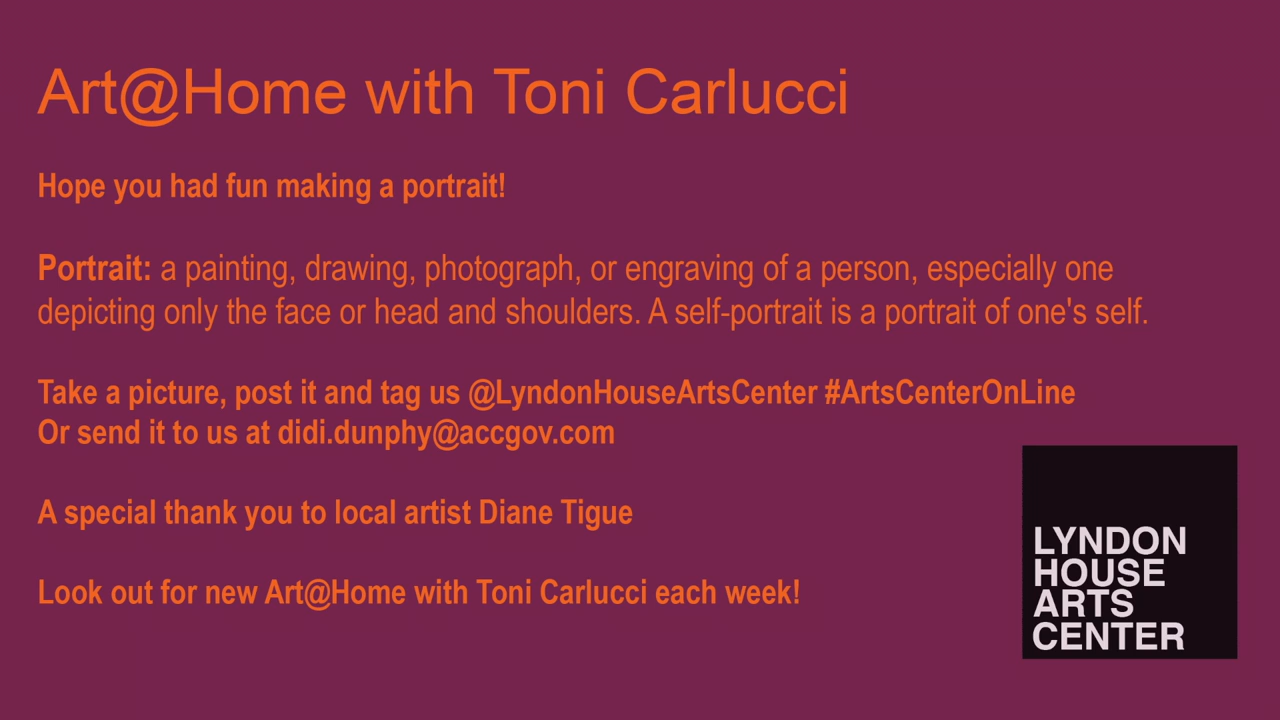 Art@Home with Toni Carlucci
Hope you had fun making a portrait!
Portrait: a painting, drawing, photograph, or engraving of a person, especially one
depicting only the face or head and shoulders. A self-portrait is a portrait of one's self.
Take a picture, post it and tag us @LyndonHouseArtsCenter #ArtsCenterOnLine
Or send it to us at didi.dunphy@accgov.com
A special thank you to local artist Diane Tigue
Look out for new Art@Home with Toni Carlucci each week!
LYNDON
HOUSE
ARTS
CENTER